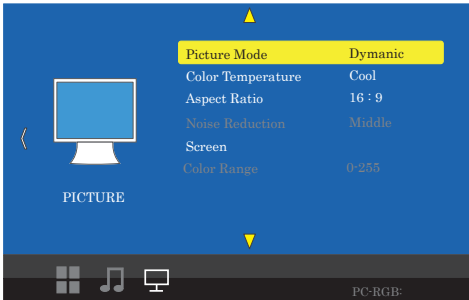 Picture Mode Dymanic
Color Temperature Cool
Aspect Ratio 16 : 9
Noise Reduction Middle
Screen
Color Range 0-255
PICTURE
PC-RGB: